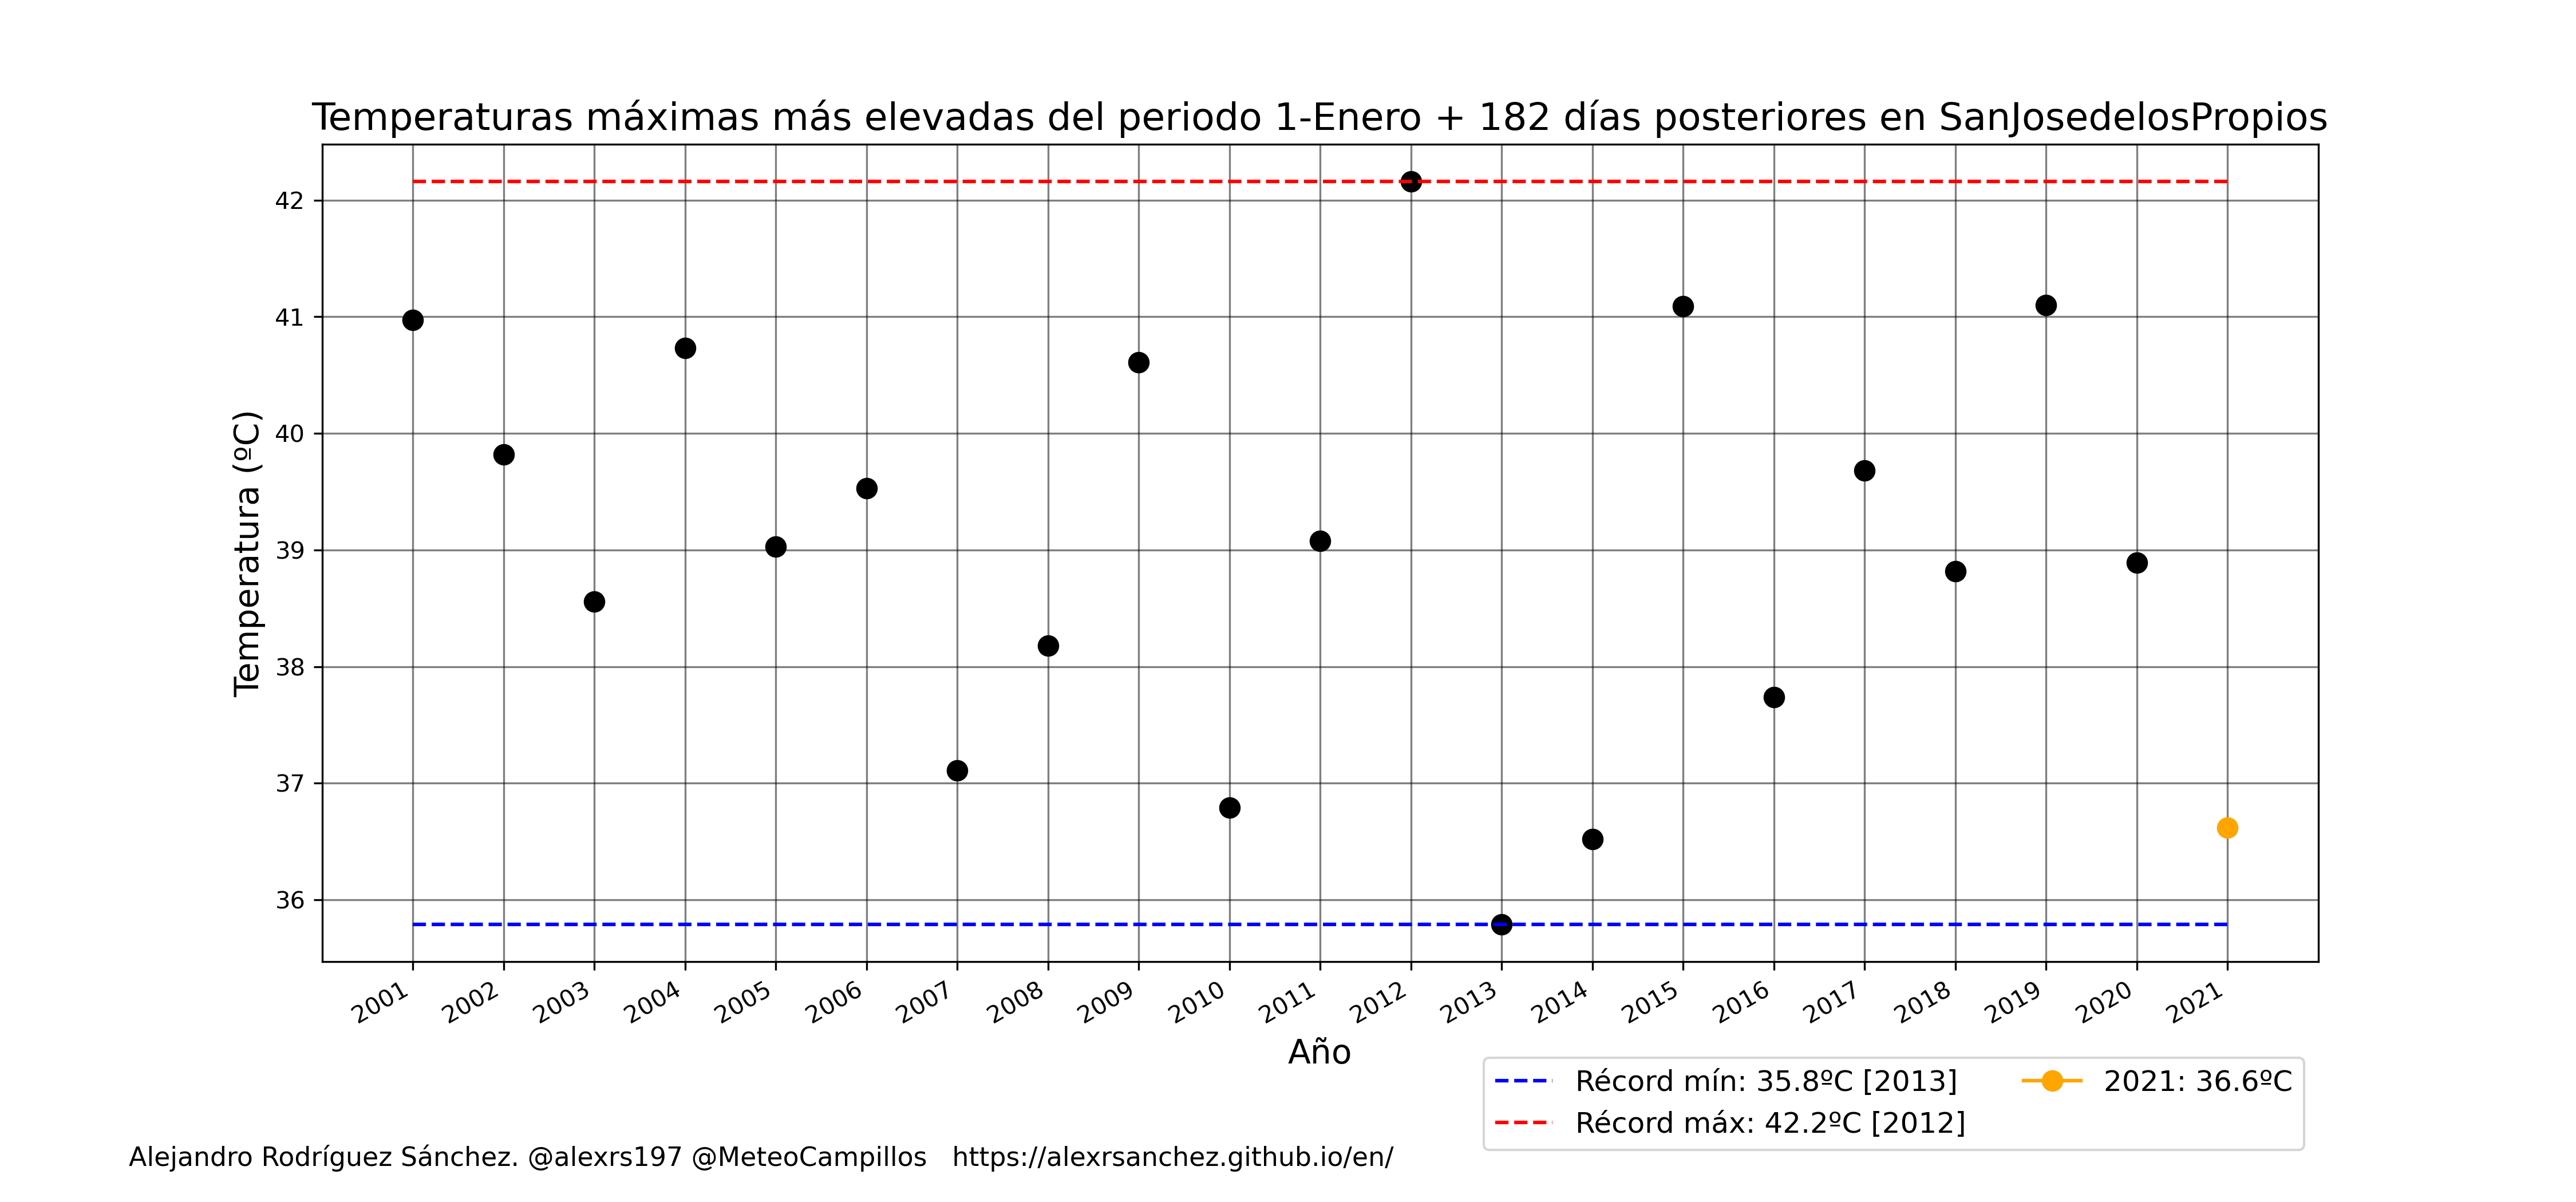 Temperaturas máximas más elevadas del periodo 1-Enero + 182 días posteriores en SanJosedelosPropios
Temperatura (ºC)
42
41
40
39
38
37
36
2001 2002 2003 2004 2005 2006 2007 2008 2009 2010 2011 2012 2013 2014 2015 2016 2017 2018 2019 2020 2021
Año
Récord mín: 35.8ºC [2013]
Récord máx: 42.2ºC [2012]
2021: 36.6ºC
Alejandro Rodríguez Sánchez. @alexrs197 @MeteoCampillos https://alexrsanchez.github.io/en/